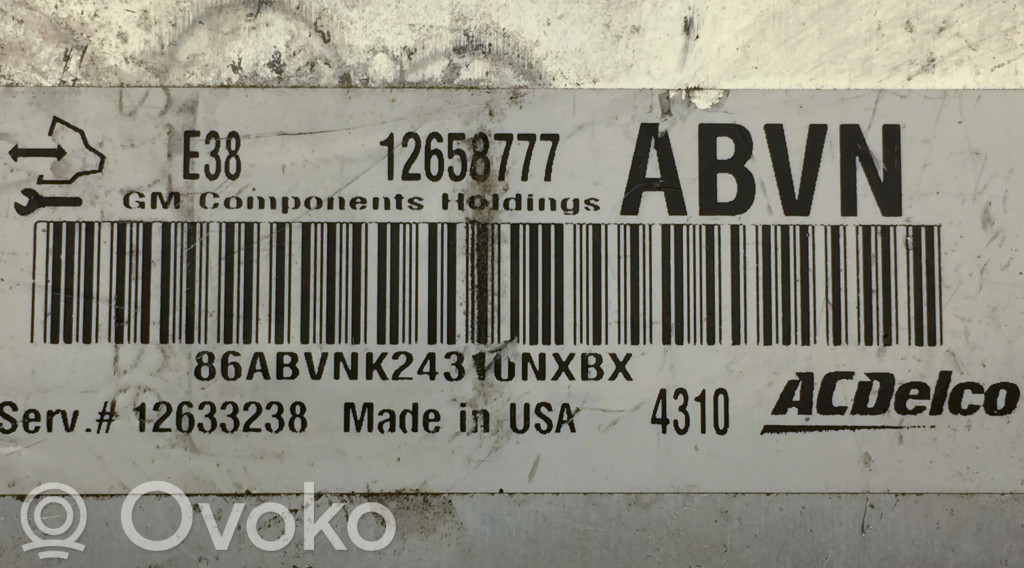 E38 12658777 ABVN
GM Components Holdings
86ABVNK24310NXBX
Serv.# 12633238 Made in USA 4310 ACDelco
Ovoko